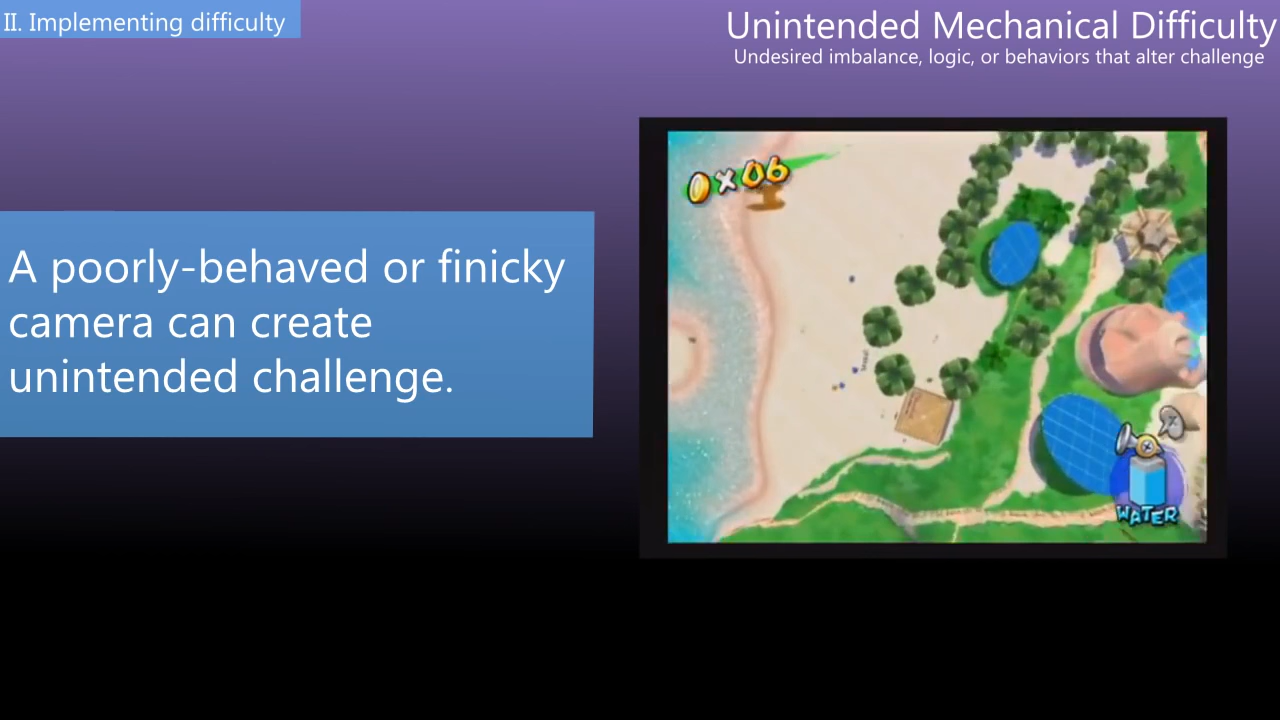 II. Implementing difficulty
Unintended Mechanical Difficulty
Undesired imbalance, logic, or behaviors that alter challenge
A poorly-behaved or finicky
camera can create
unintended challenge.
0×06
WATER